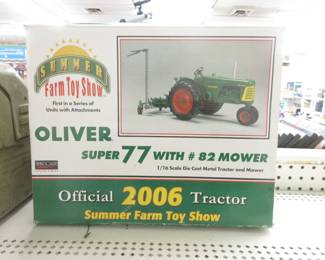 SUMMER
Farm Toy Show
First in a Series of
Units with Attachments
OLIVER
SUPER 77 WITH # 82 MOWER
1/16 Scale Die Cast Metal Tractor and Mower
Official 2006 Tractor
Summer Farm Toy Show